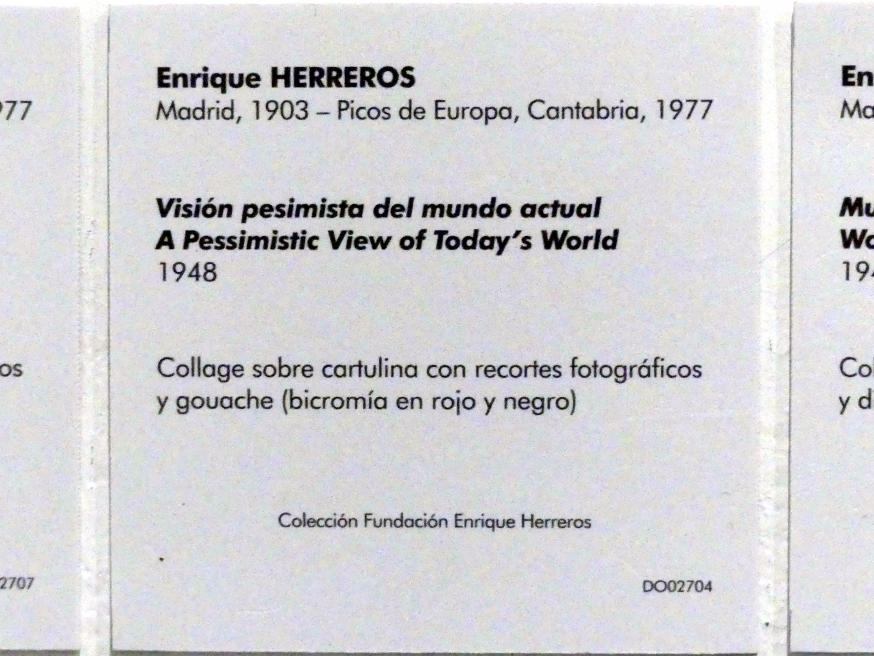 Enrique HERREROS
Madrid, 1903 – Picos de Europa, Cantabria, 1977
Visión pesimista del mundo actual
A Pessimistic View of Today's World
1948
Collage sobre cartulina con recortes fotográficos
y gouache (bicromía en rojo y negro)
Colección Fundación Enrique Herreros
DO02704
2707